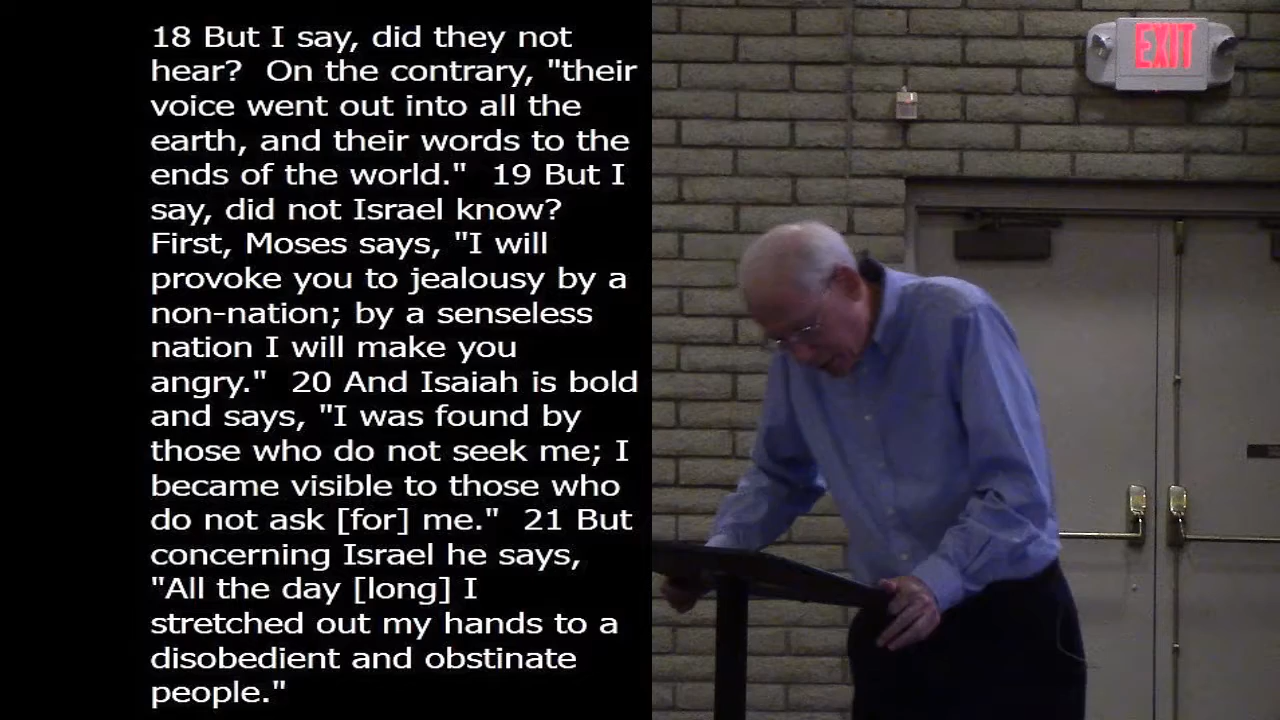 18 But I say, did they not
hear?  On the contrary, "their
voice went out into all the
earth, and their words to the
ends of the world."  19 But I
say, did not Israel know?
First, Moses says, "I will
provoke you to jealousy by a
non-nation; by a senseless
nation I will make you
angry."  20 And Isaiah is bold
and says, "I was found by
those who do not seek me; I
became visible to those who
do not ask [for] me."  21 But
concerning Israel he says,
"All the day [long] I
stretched out my hands to a
disobedient and obstinate
people."
EXIT